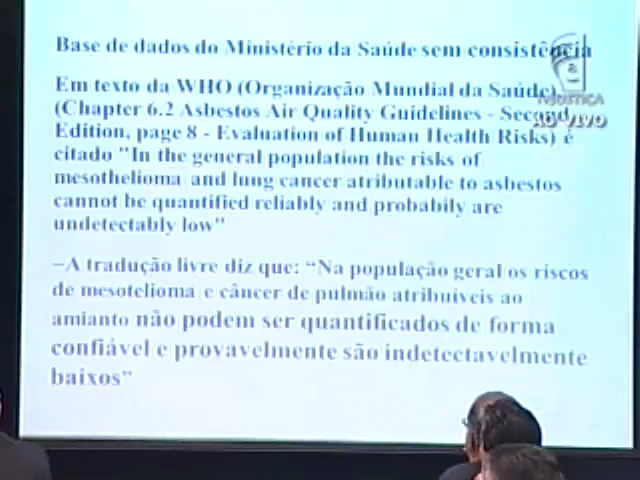 Base de dados do Ministério da Saúde sem consistência
Em texto da WHO (Organização Mundial da Saúde),
(Chapter 6.2 Asbestos Air Quality Guidelines - Second
Edition, page 8 - Evaluation of Human Health Risks) é
citado "In the general population the risks of
mesothelioma and lung cancer atributable to asbestos
cannot be quantified reliably and probabily are
undetectably low"
–A tradução livre diz que: “Na população geral os riscos
de mesotelioma e câncer de pulmão atribuíveis ao
amianto não podem ser quantificados de forma
confiável e provavelmente são indetectavelmente
baixos”
TV JUSTIÇA
AO VIVO